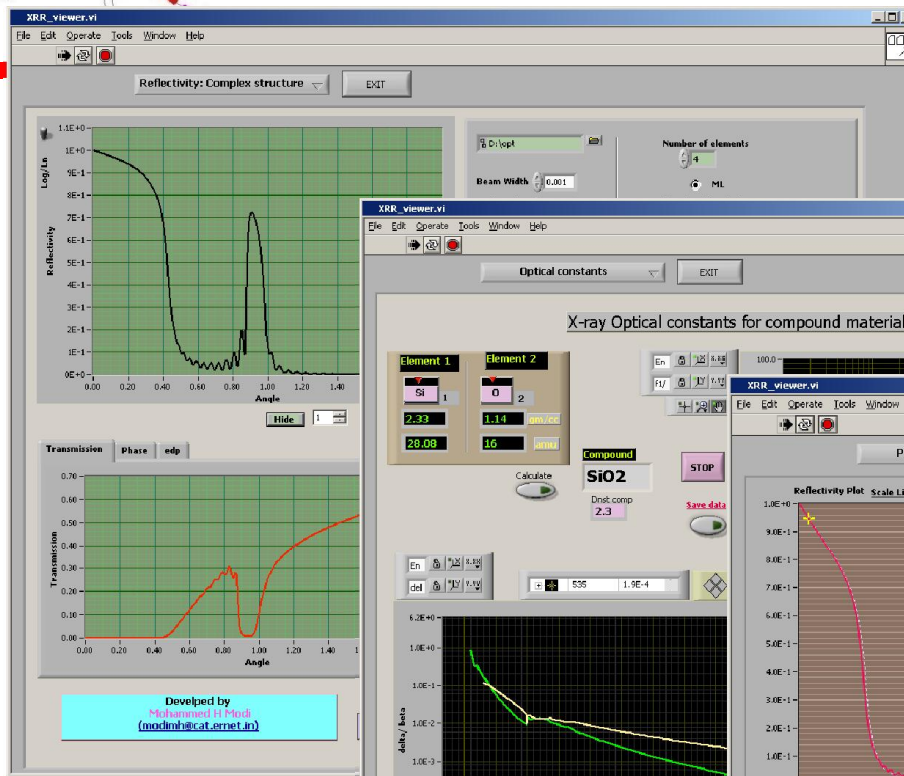 XRR_viewer.vi
File Edit Operate Tools Window Help
Reflectivity: Complex structure
EXIT
1.1E+0
1E+0
9E-1
8E-1
7E-1
6E-1
5E-1
4E-1
3E-1
2E-1
1E-1
0E+0
Log/Ln
Reflectivity
0.00 0.20 0.40 0.60 0.80 1.00 1.20 1.40
Angle
Hide 1
D:\opt
Number of elements
4
Beam Width 0.001
ML
Transmission Phase edp
0.70
0.60
0.50
0.40
0.30
0.20
0.10
0.00
Transmission
0.00 0.20 0.40 0.60 0.80 1.00 1.20 1.40
Angle
Develped by
Mohammed H Modi
(modimh@cat.ernet.in)
XRR_viewer.vi
File Edit Operate Tools Window Help
Optical constants
EXIT
X-ray Optical constants for compound material
Element 1 Element 2
Si 1 O 2
2.33 1.14 gm/cc
28.08 16 amu
Calculate
Compound
SiO2
Dnst comp
2.3
En
f1/
100.0
STOP
Save data
En
del
535 1.9E-4
6.2E+0
1.0E+0
1.0E-1
1.0E-2
1.0E-3
delta/ beta
XRR_viewer.vi
File Edit Operate Tools Window
P
Reflectivity Plot Scale Li
1.0E+0
9.0E-1
8.0E-1
7.0E-1
6.0E-1
5.0E-1
4.0E-1
3.0E-1
2.0E-1
1.0E-1